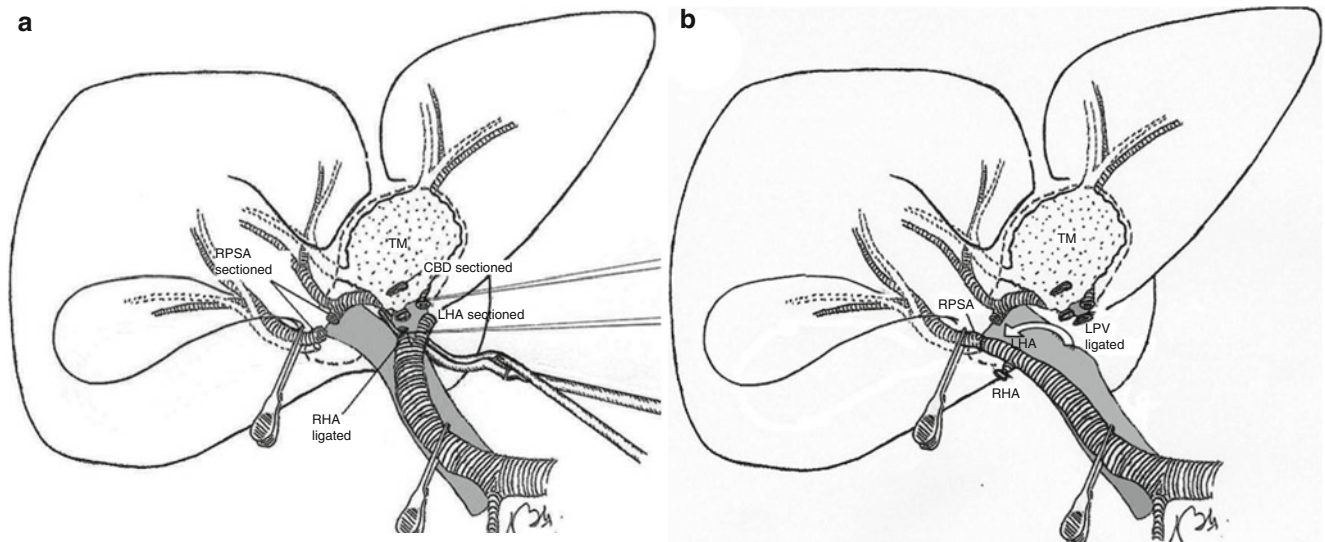 a
RPSA
sectioned
TM
CBD sectioned
LHA sectioned
RHA
ligated
b
TM
RPSA
LPV
ligated
LHA
RHA